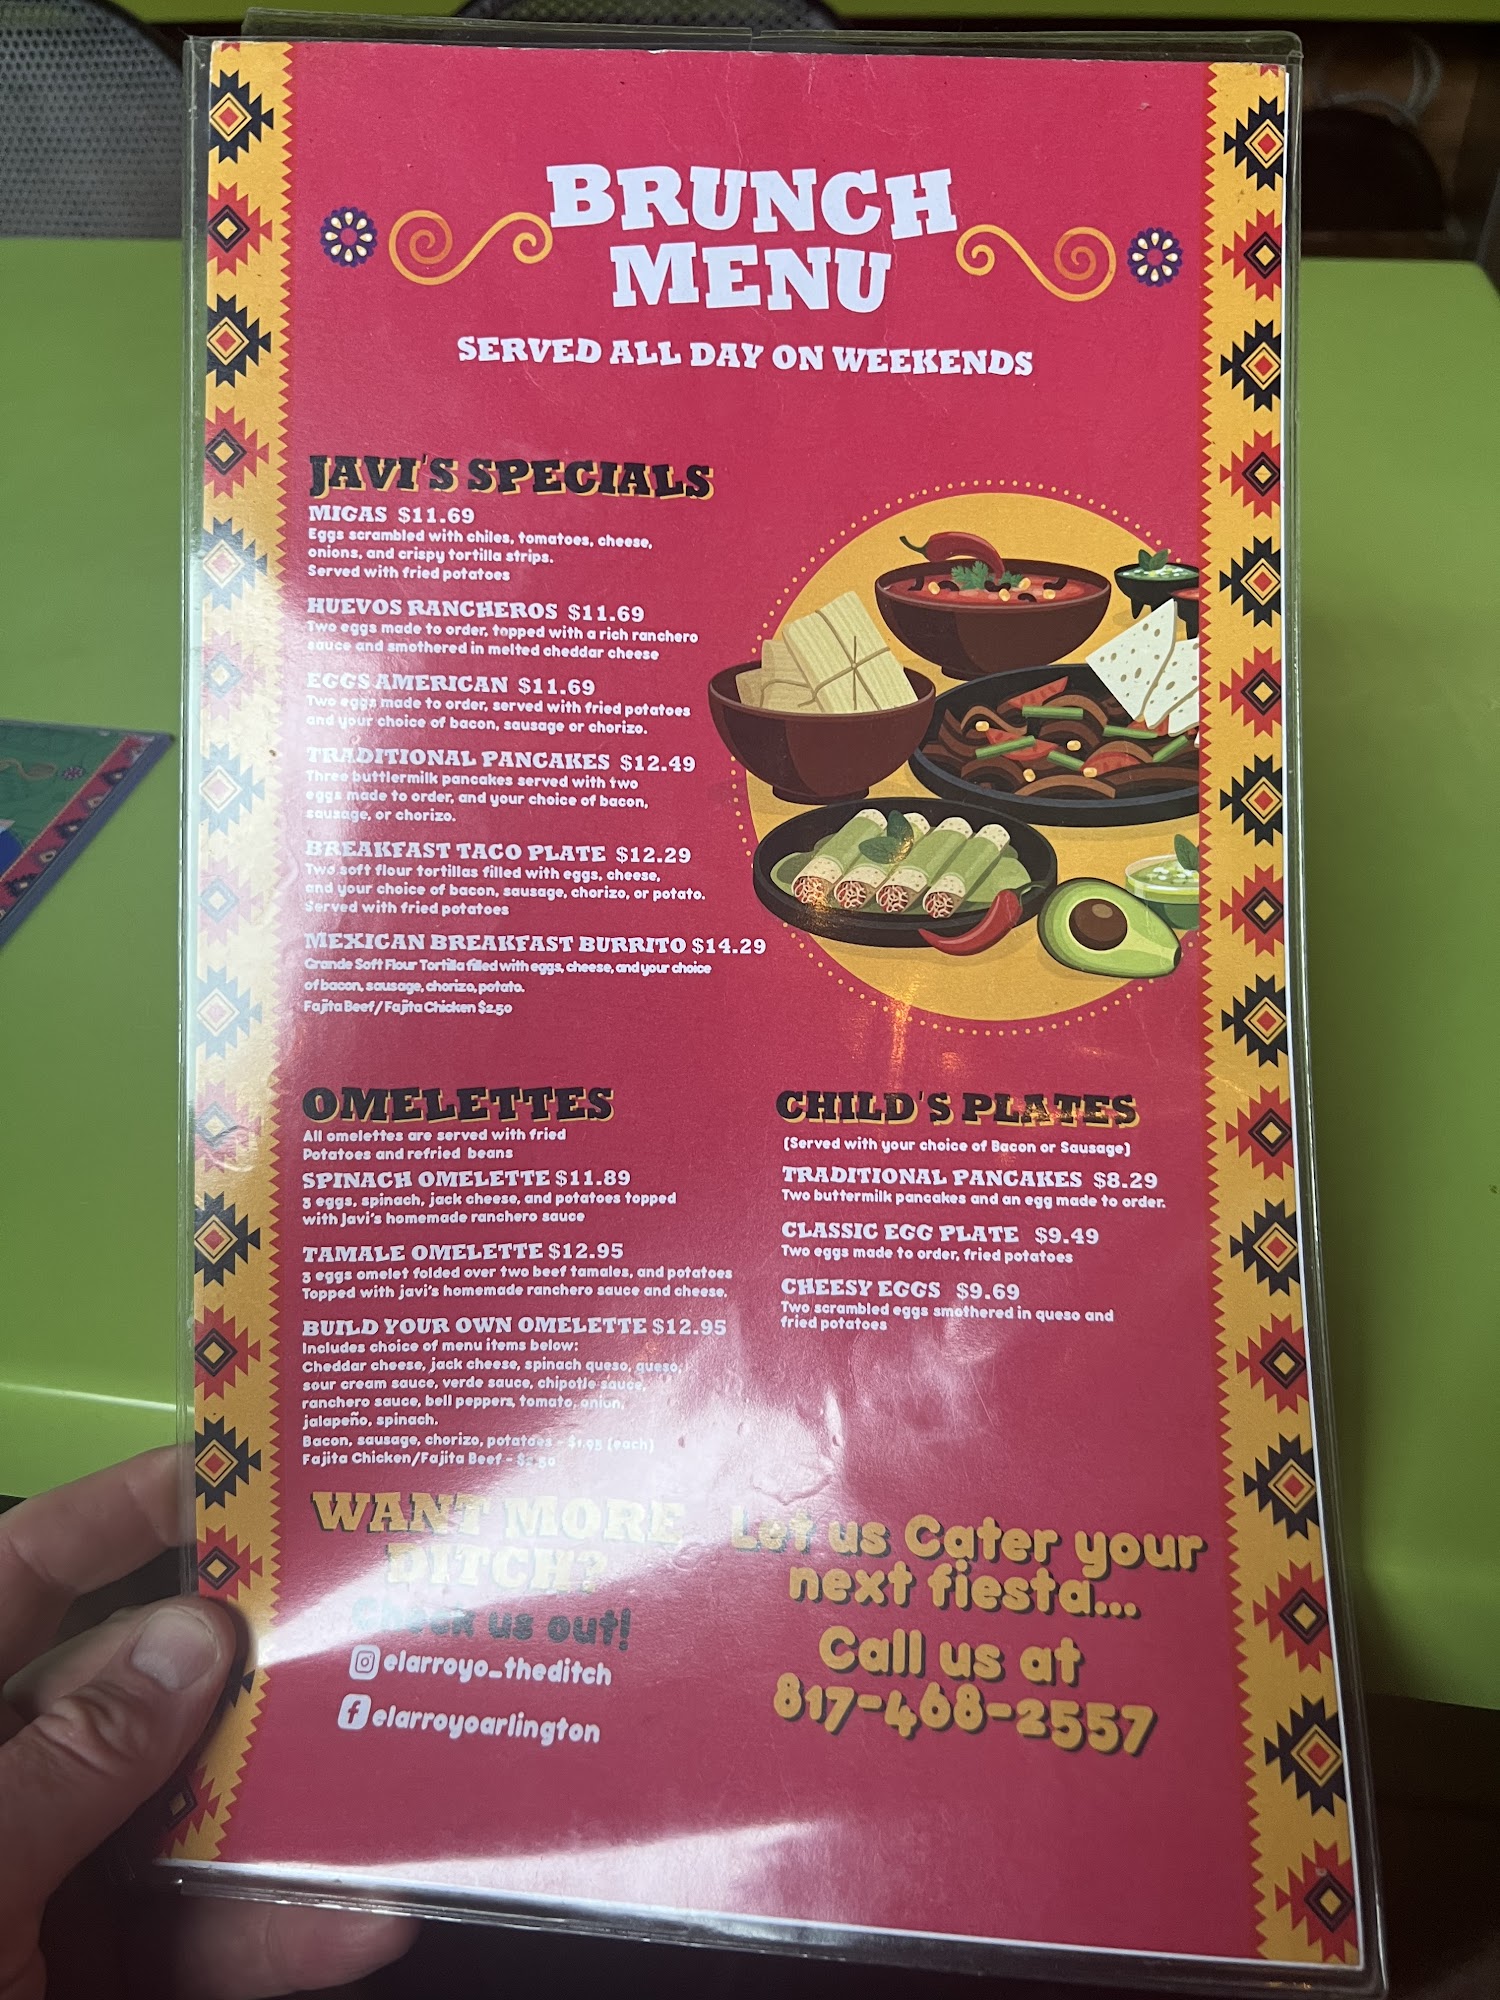 BRUNCH
MENU
SERVED ALL DAY ON WEEKENDS
JAVI'S SPECIALS
MIGAS $11.69
Eggs scrambled with chiles, tomatoes, cheese,
onions, and crispy tortilla strips.
Served with fried potatoes
HUEVOS RANCHEROS $11.69
Two eggs made to order, topped with a rich ranchero
sauce and smothered in melted cheddar cheese
EGGS AMERICAN $11.69
Two eggs made to order, served with fried potatoes
and your choice of bacon, sausage or chorizo.
TRADITIONAL PANCAKES $12.49
Three buttlermilk pancakes served with two
eggs made to order, and your choice of bacon,
sausage, or chorizo.
BREAKFAST TACO PLATE $12.29
Two soft flour tortillas filled with eggs, cheese,
and your choice of bacon, sausage, chorizo, or potato.
Served with fried potatoes
MEXICAN BREAKFAST BURRITO $14.29
Grande Soft Flour Tortilla filled with eggs, cheese, and your choice
of bacon, sausage, chorizo, potato.
Fajita Beef/ Fajita Chicken $2.50
OMELETTES
All omelettes are served with fried
Potatoes and refried beans
SPINACH OMELETTE $11.89
3 eggs, spinach, jack cheese, and potatoes topped
with Javi's homemade ranchero sauce
TAMALE OMELETTE $12.95
3 eggs omelet folded over two beef tamales, and potatoes
Topped with javi's homemade ranchero sauce and cheese.
BUILD YOUR OWN OMELETTE $12.95
Includes choice of menu items below:
Cheddar cheese, jack cheese, spinach queso, queso,
sour cream sauce, verde sauce, chipotle sauce,
ranchero sauce, bell peppers, tomato, onion,
jalapeño, spinach.
Bacon, sausage, chorizo, potatoes - $1.95 (each)
Fajita Chicken/Fajita Beef - $2.50
CHILD'S PLATES
(Served with your choice of Bacon or Sausage)
TRADITIONAL PANCAKES $8.29
Two buttermilk pancakes and an egg made to order.
CLASSIC EGG PLATE $9.49
Two eggs made to order, fried potatoes
CHEESY EGGS $9.69
Two scrambled eggs smothered in queso and
fried potatoes
WANT MORE
DITCH?
Check us out!
elarroyo_theditch
elarroyoarlington
Let us Cater your
next fiesta...
Call us at
817-468-2557